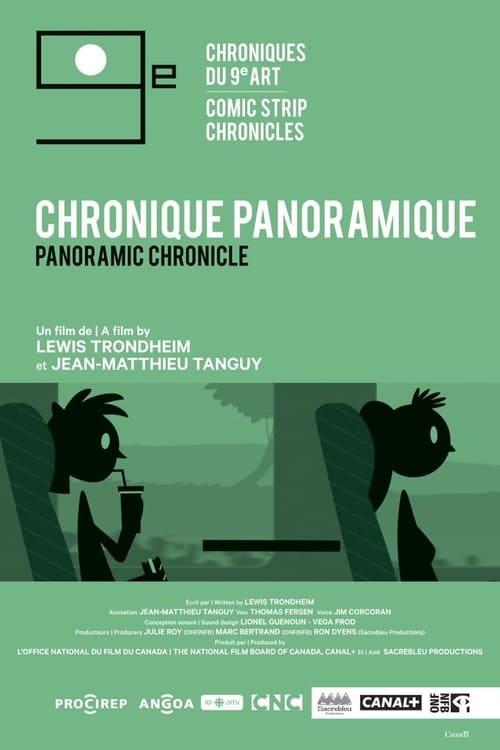 9e
CHRONIQUES
DU 9e ART
COMIC STRIP
CHRONICLES
CHRONIQUE PANORAMIQUE
PANORAMIC CHRONICLE
Un film de | A film by
LEWIS TRONDHEIM
et JEAN-MATTHIEU TANGUY
Écrit par | Written by LEWIS TRONDHEIM
Animation JEAN-MATTHIEU TANGUY Voix THOMAS FERSEN Voice JIM CORCORAN
Conception sonore | Sound design LIONEL GUENOUN - VEGA PROD
Producteurs | Producers JULIE ROY (ONF/NFB) MARC BERTRAND (ONF/NFB) RON DYENS (Sacrebleu Productions)
Produit par | Produced by
L'OFFICE NATIONAL DU FILM DU CANADA | THE NATIONAL FILM BOARD OF CANADA, CANAL+ Et | And SACREBLEU PRODUCTIONS
PROCIREP ANGOA ICI artv CNC Sacrebleu Productions CANAL+ ONF NFB
Canada